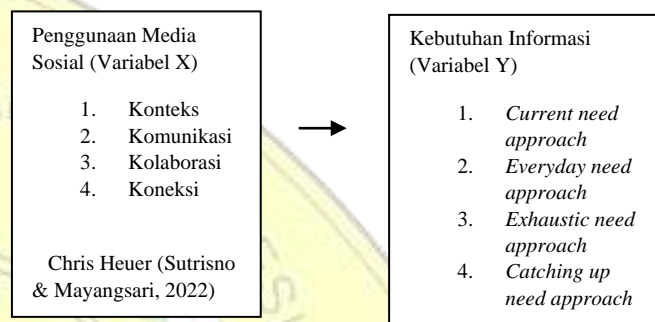 Penggunaan Media
Sosial (Variabel X)
1. Konteks
2. Komunikasi
3. Kolaborasi
4. Koneksi
Chris Heuer (Sutrisno
& Mayangsari, 2022)
Kebutuhan Informasi
(Variabel Y)
1. Current need
approach
2. Everyday need
approach
3. Exhaustic need
approach
4. Catching up
need approach